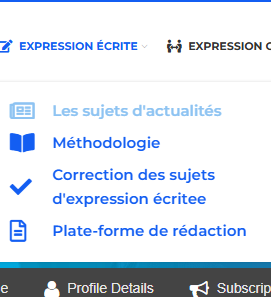 EXPRESSION ÉCRITE EXPRESSION
Les sujets d'actualités
Méthodologie
Correction des sujets
d'expression écritee
Plate-forme de rédaction
Profile Details Subscrip